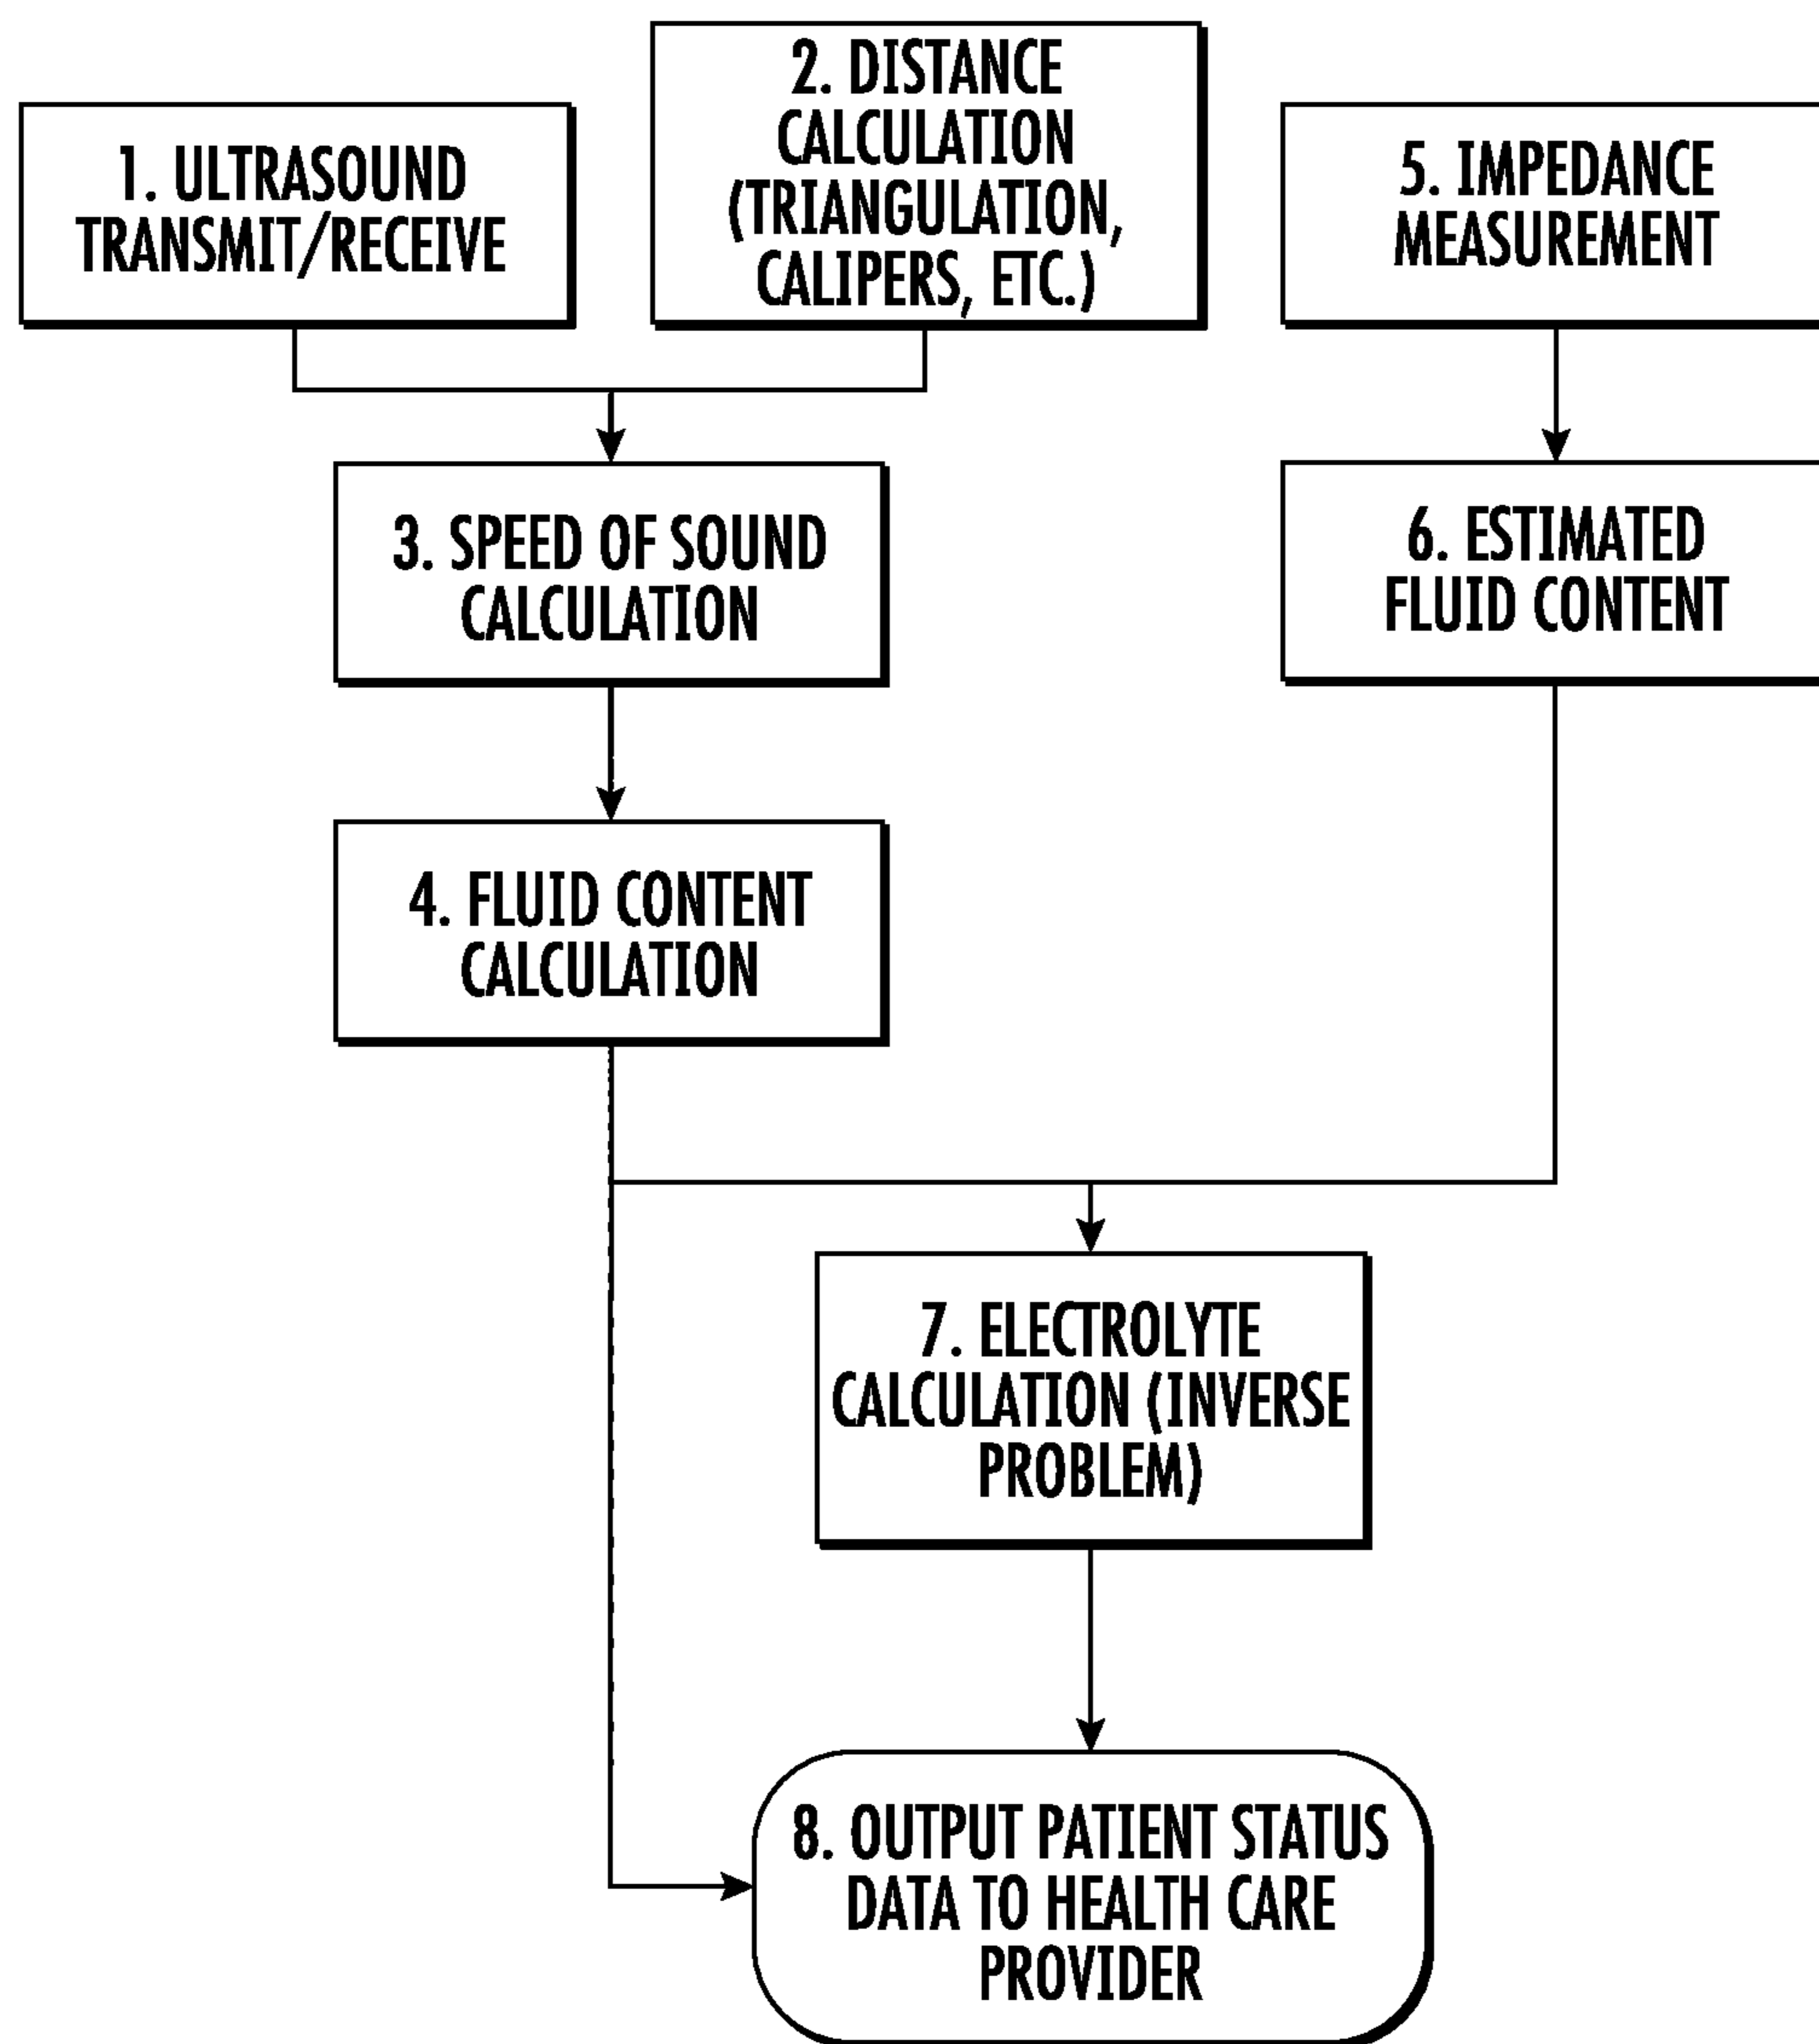 1. ULTRASOUND
TRANSMIT/RECEIVE
2. DISTANCE
CALCULATION
(TRIANGULATION,
CALIPERS, ETC.)
3. SPEED OF SOUND
CALCULATION
4. FLUID CONTENT
CALCULATION
5. IMPEDANCE
MEASUREMENT
6. ESTIMATED
FLUID CONTENT
7. ELECTROLYTE
CALCULATION (INVERSE
PROBLEM)
8. OUTPUT PATIENT STATUS
DATA TO HEALTH CARE
PROVIDER